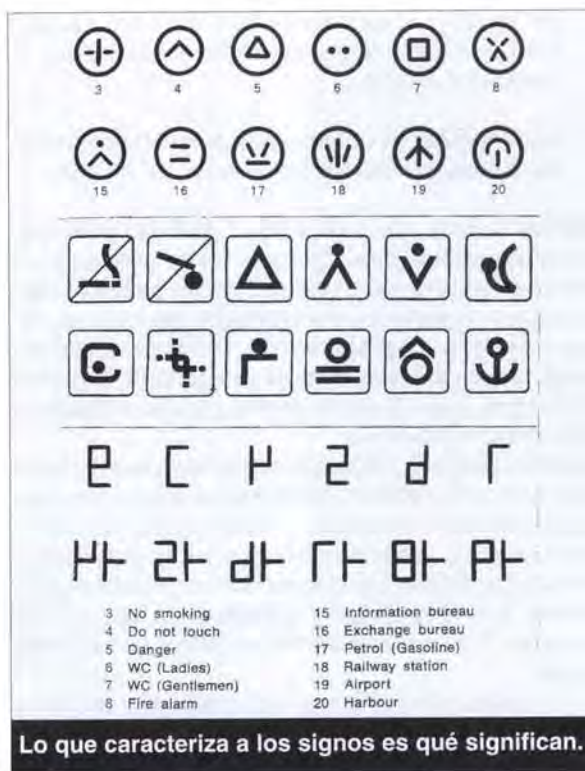 3 4 5 6 7 8
15 16 17 18 19 20
3 No smoking
4 Do not touch
5 Danger
6 WC (Ladies)
7 WC (Gentlemen)
8 Fire alarm
15 Information bureau
16 Exchange bureau
17 Petrol (Gasoline)
18 Railway station
19 Airport
20 Harbour
Lo que caracteriza a los signos es qué significan.